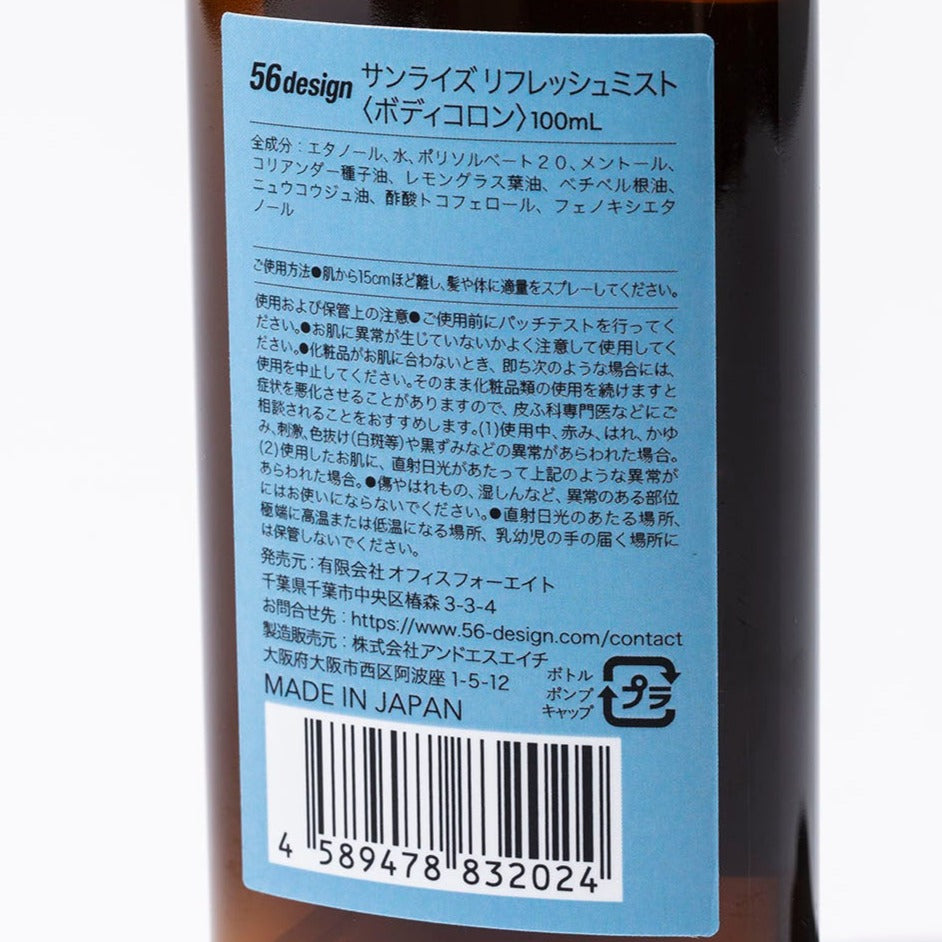 56design サンライズ リフレッシュミスト
〈ボディコロン〉100mL
全成分：エタノール、水、ポリソルベート２０、メントール、
コリアンダー種子油、レモングラス葉油、ベチベル根油、
ニュウコウジュ油、酢酸トコフェロール、フェノキシエタ
ノール
ご使用方法●肌から15cmほど離し、髪や体に適量をスプレーしてください。
使用および保管上の注意●ご使用前にパッチテストを行ってく
ださい。●お肌に異常が生じていないかよく注意して使用してく
ださい。●化粧品がお肌に合わないとき、即ち次のような場合には、
使用を中止してください。そのまま化粧品類の使用を続けますと
症状を悪化させることがありますので、皮ふ科専門医などにご
相談されることをおすすめします。(1)使用中、赤み、はれ、かゆ
み、刺激、色抜け(白斑等)や黒ずみなどの異常があらわれた場合。
(2)使用したお肌に、直射日光があたって上記のような異常が
あらわれた場合。●傷やはれもの、湿しんなど、異常のある部位
にはお使いにならないでください。●直射日光のあたる場所、
極端に高温または低温になる場所、乳幼児の手の届く場所に
は保管しないでください。
発売元：有限会社 オフィスフォーエイト
千葉県千葉市中央区椿森 3-3-4
お問合せ先：https://www.56-design.com/contact
製造販売元：株式会社アンドエスエイチ
大阪府大阪市西区阿波座 1-5-12
MADE IN JAPAN
ボトル
ポンプ
キャップ
プラ
4 589478 832024